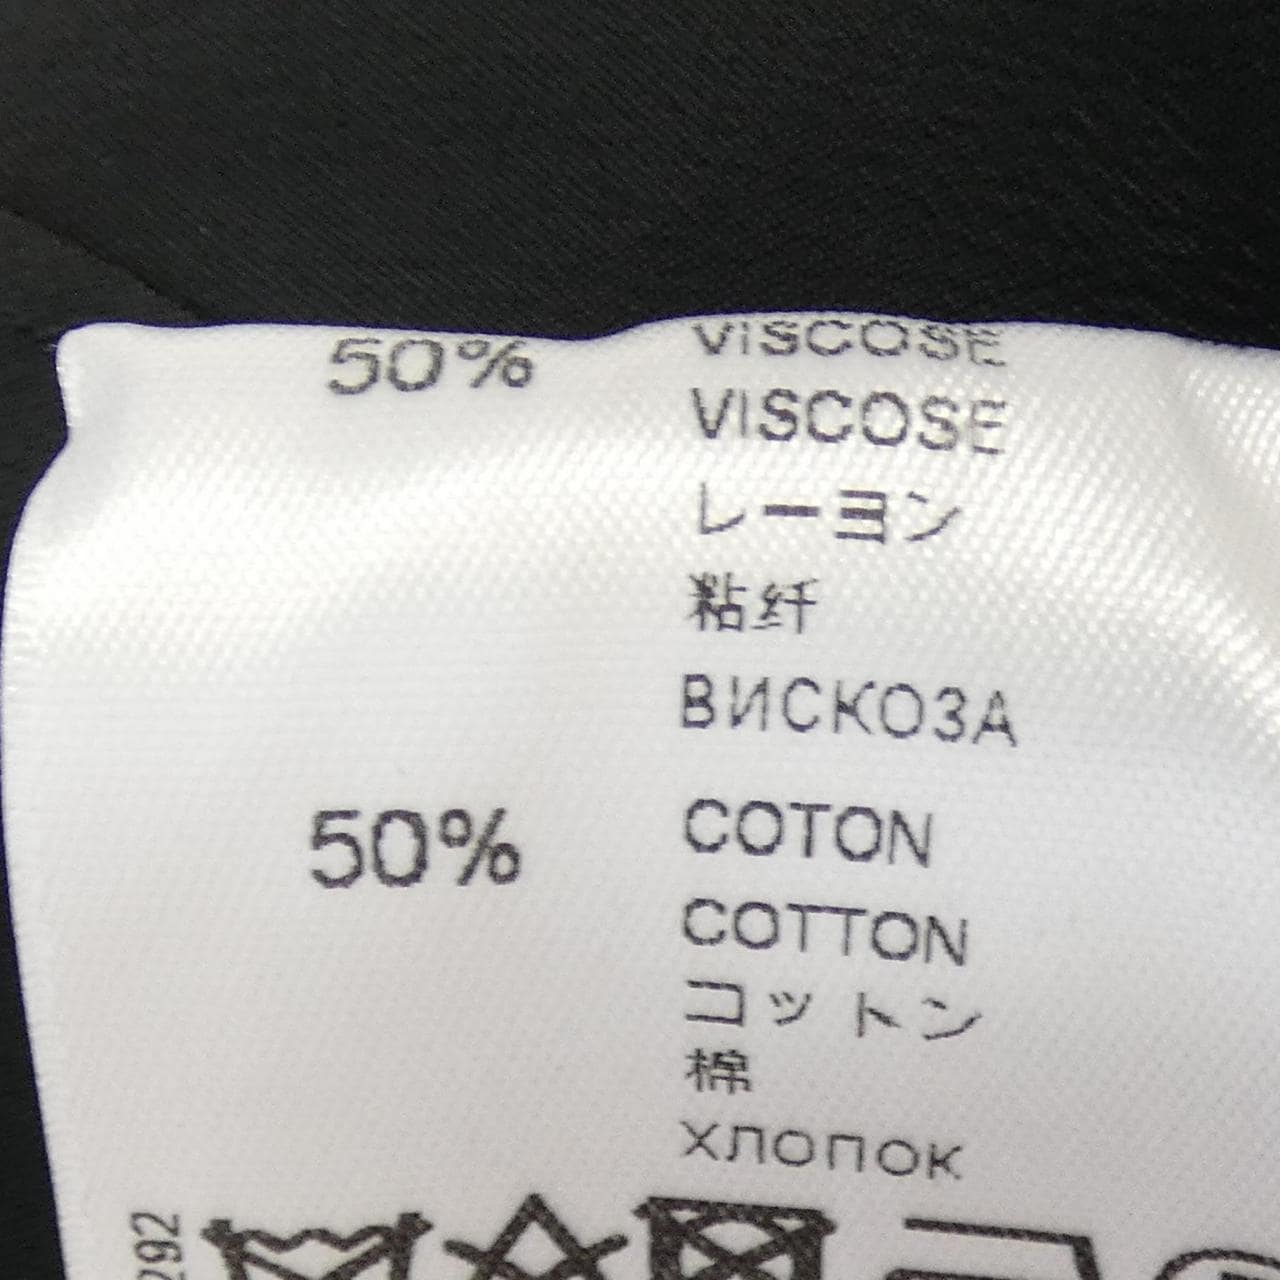 50% VISCOSE
VISCOSE
レーヨン
粘纤
ВИСКОЗА
50% COTON
COTTON
コットン
棉
ХЛОПОК
292